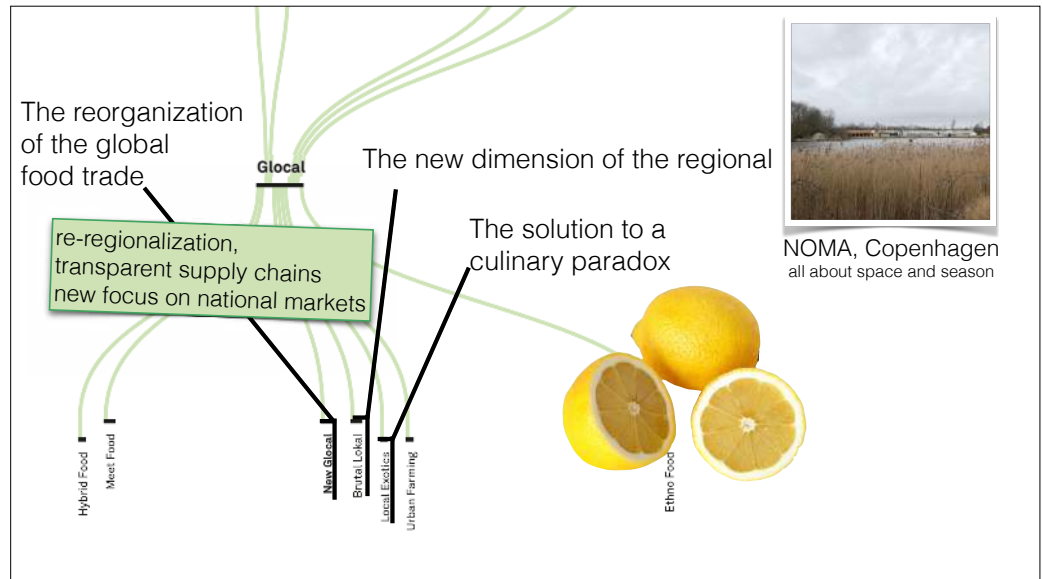 The reorganization
of the global
food trade
Glocal
The new dimension of the regional
re-regionalization,
transparent supply chains
new focus on national markets
The solution to a
culinary paradox
NOMA, Copenhagen
all about space and season
Hybrid Food
Meet Food
New Glocal
Brutal Lokal
Local Exotics
Urban Farming
Ethno Food